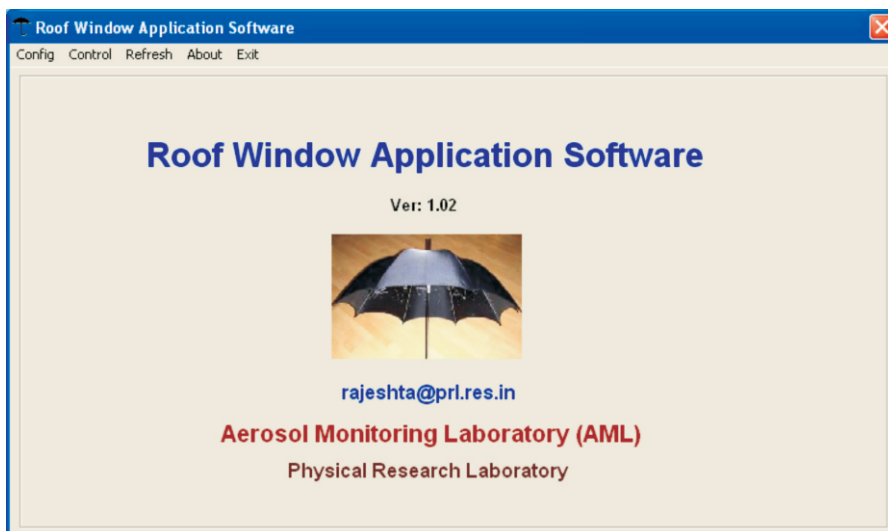 Roof Window Application Software
Config Control Refresh About Exit
Roof Window Application Software
Ver: 1.02
rajeshta@prl.res.in
Aerosol Monitoring Laboratory (AML)
Physical Research Laboratory